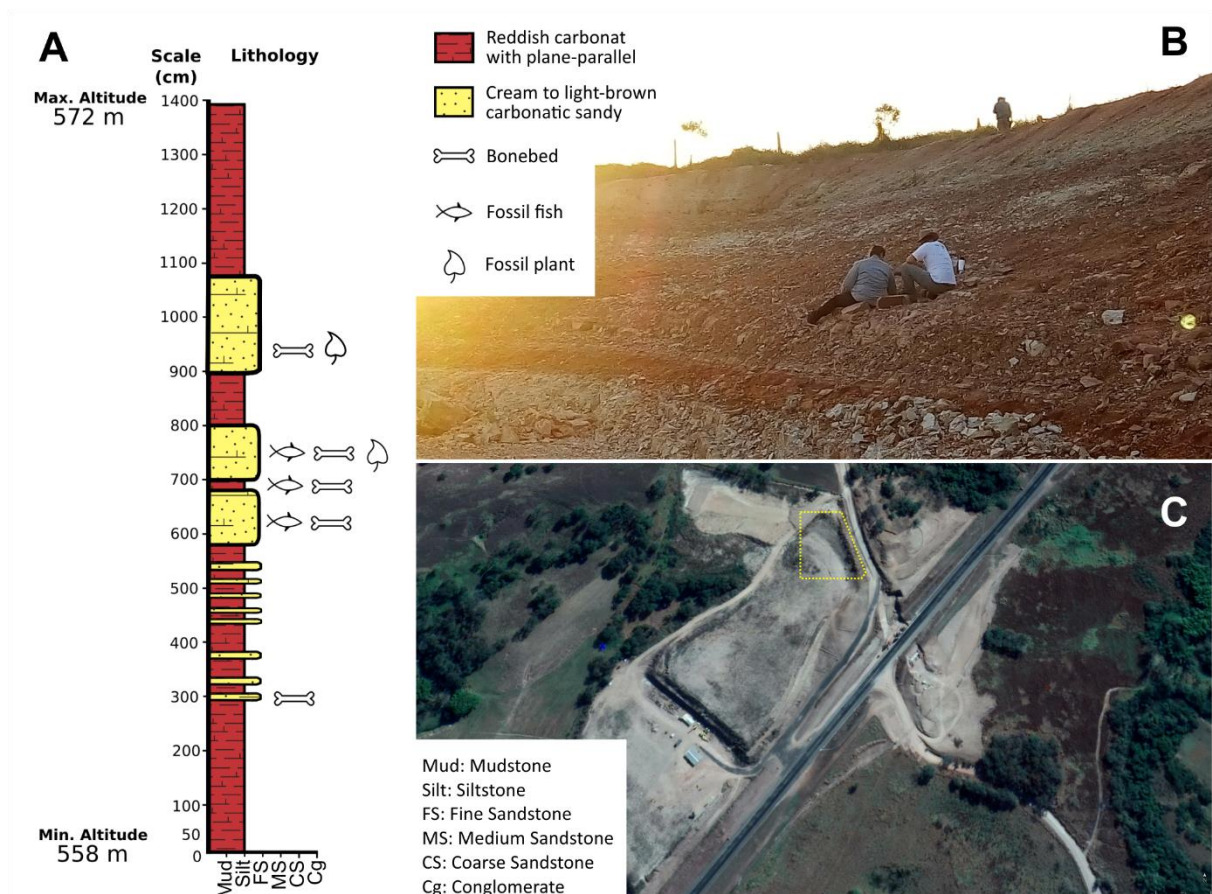 A
Scale
(cm)
Lithology
Max. Altitude
572 m
1400
1300
1200
1100
1000
900
800
700
600
500
400
300
200
100
50
0
Min. Altitude
558 m
Mud
Silt
FS
MS
CS
Cg
Reddish carbonat
with plane-parallel
Cream to light-brown
carbonatic sandy
Bonebed
Fossil fish
Fossil plant
B
C
Mud: Mudstone
Silt: Siltstone
FS: Fine Sandstone
MS: Medium Sandstone
CS: Coarse Sandstone
Cg: Conglomerate